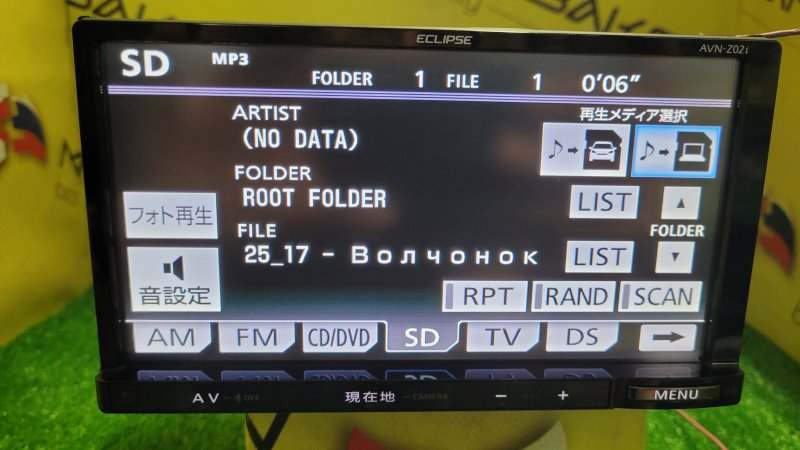 ECLIPSE
AVN-Z02i
SD MP3
FOLDER 1 FILE 1 0'06"
ARTIST
(NO DATA)
再生メディア選択
FOLDER
ROOT FOLDER
LIST
フォト再生
FILE
FOLDER
25_17 - Волчонок
LIST
音設定
RPT RAND SCAN
AM FM CD/DVD SD TV DS
AV OFF 現在地 CAMERA - + MENU